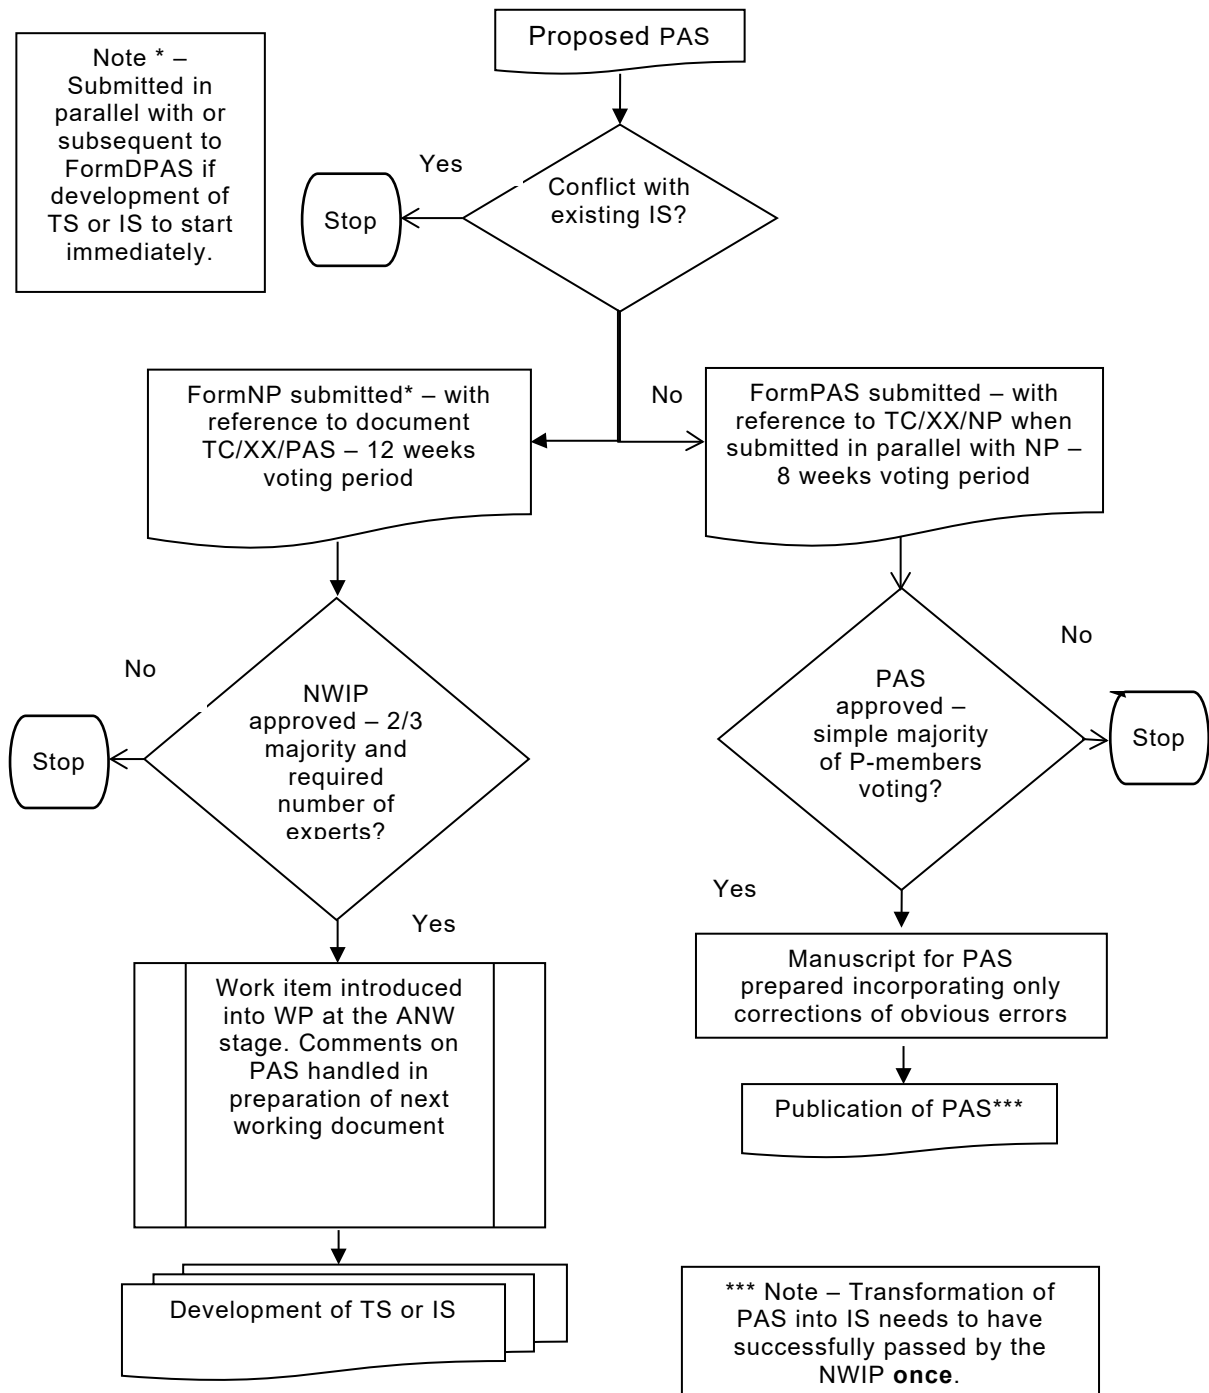 Proposed PAS
Note * –
Submitted in
parallel with or
subsequent to
FormDPAS if
development of
TS or IS to start
immediately.
Yes
Conflict with
existing IS?
Stop
FormNP submitted* – with
reference to document
TC/XX/PAS – 12 weeks
voting period
No
FormPAS submitted – with
reference to TC/XX/NP when
submitted in parallel with NP –
8 weeks voting period
No
NWIP
approved – 2/3
majority and
required
number of
experts?
Stop
No
PAS
approved –
simple majority
of P-members
voting?
Stop
Yes
Yes
Work item introduced
into WP at the ANW
stage. Comments on
PAS handled in
preparation of next
working document
Manuscript for PAS
prepared incorporating only
corrections of obvious errors
Publication of PAS***
Development of TS or IS
*** Note – Transformation of
PAS into IS needs to have
successfully passed by the
NWIP once.